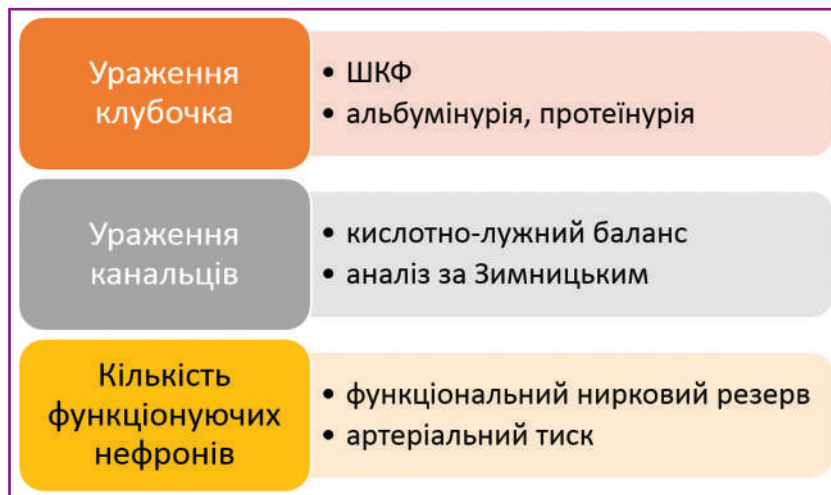 Ураження
клубочка
• ШКФ
• альбумінурія, протеїнурія
Ураження
канальців
• кислотно-лужний баланс
• аналіз за Зимницьким
Кількість
функціонуючих
нефронів
• функціональний нирковий резерв
• артеріальний тиск